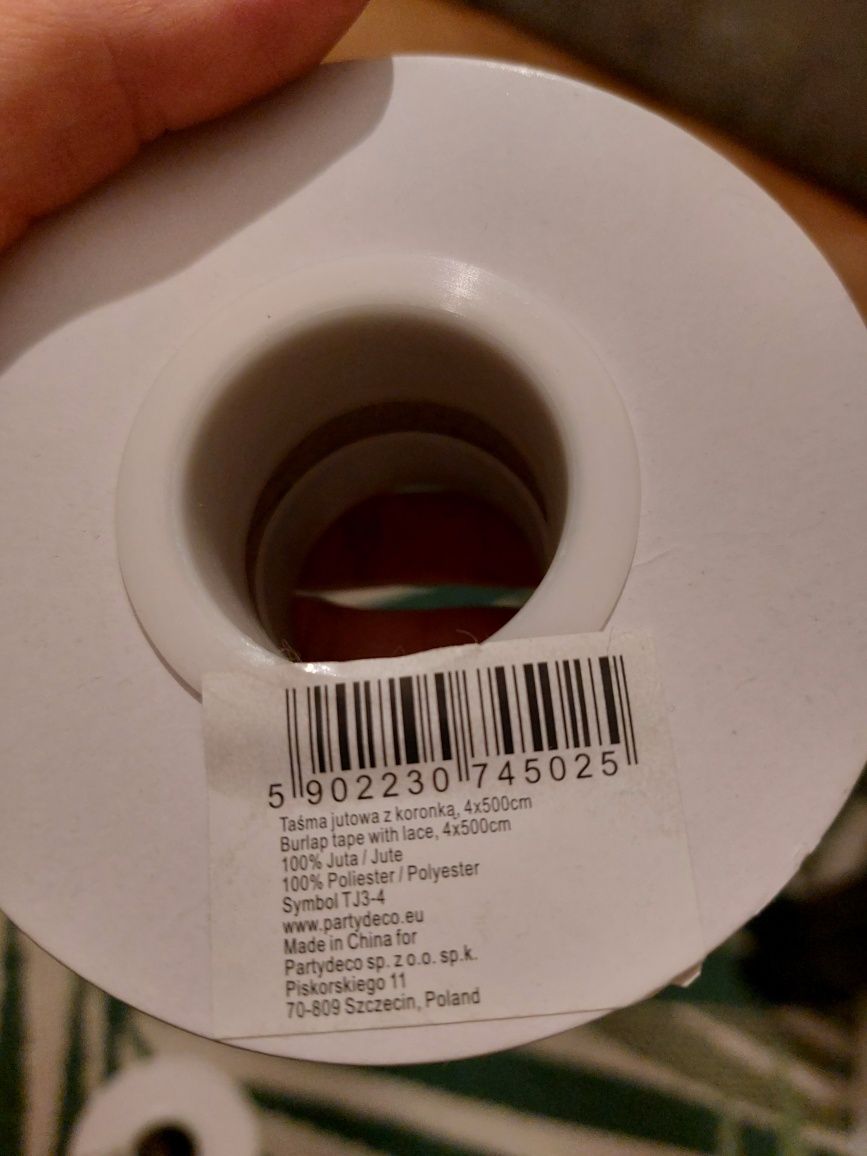 5 902230 745025
Taśma jutowa z koronką, 4x500cm
Burlap tape with lace, 4x500cm
100% Juta / Jute
100% Poliester / Polyester
Symbol TJ3-4
www.partydeco.eu
Made in China for
Partydeco sp. z o.o. sp.k.
Piskorskiego 11
70-809 Szczecin, Poland